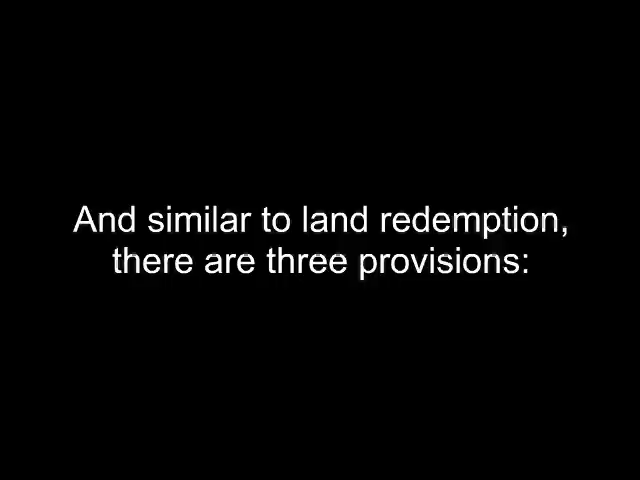 And similar to land redemption,
there are three provisions: